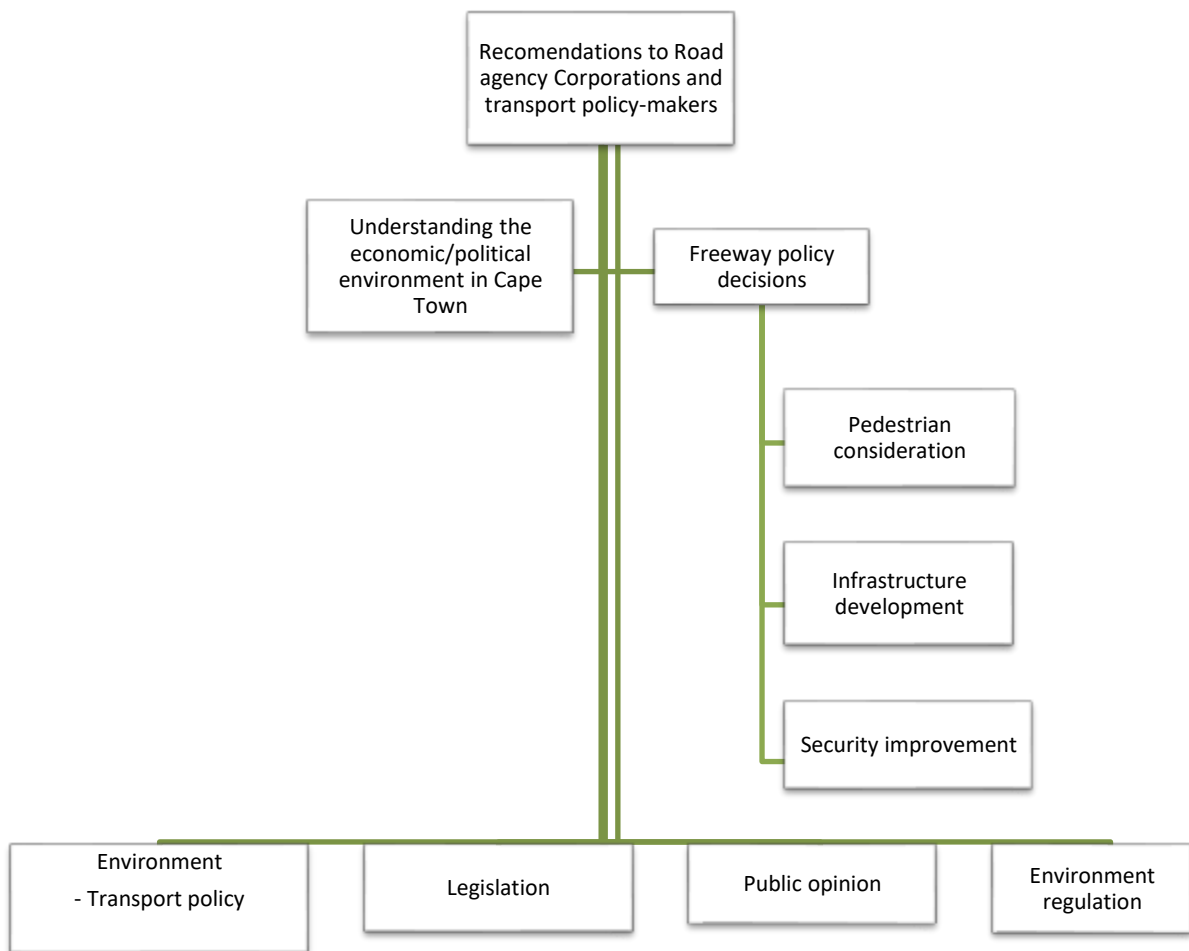 Recomendations to Road
agency Corporations and
transport policy-makers
Understanding the
economic/political
environment in Cape
Town
Freeway policy
decisions
Pedestrian
consideration
Infrastructure
development
Security improvement
Environment
- Transport policy
Legislation
Public opinion
Environment
regulation